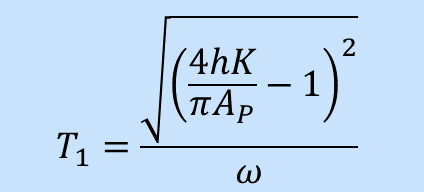 T₁ = √((4hK / πA_P − 1)²) / ω